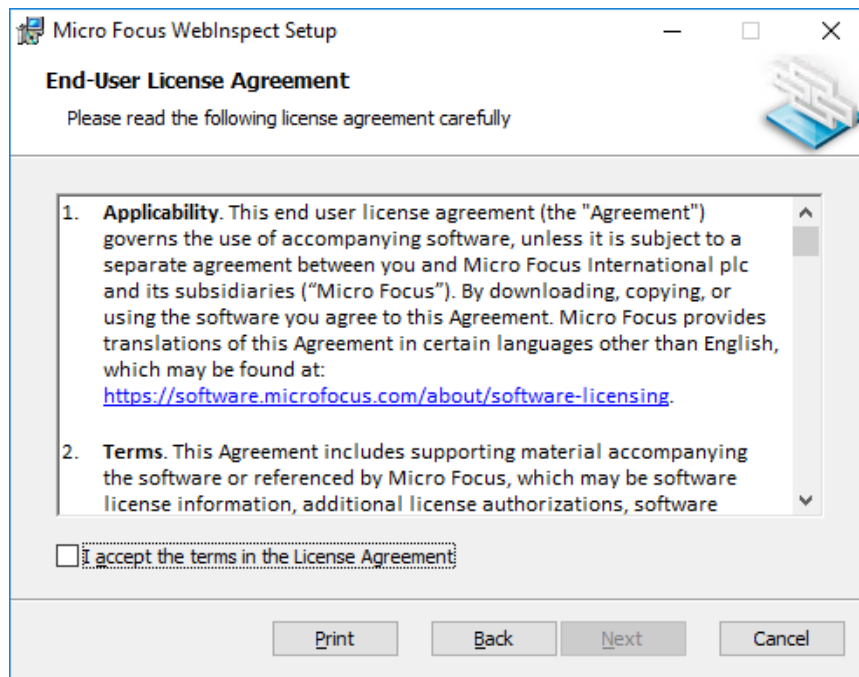 Micro Focus WebInspect Setup
End-User License Agreement
Please read the following license agreement carefully
1. Applicability. This end user license agreement (the "Agreement")
governs the use of accompanying software, unless it is subject to a
separate agreement between you and Micro Focus International plc
and its subsidiaries (“Micro Focus”). By downloading, copying, or
using the software you agree to this Agreement. Micro Focus provides
translations of this Agreement in certain languages other than English,
which may be found at:
https://software.microfocus.com/about/software-licensing.
2. Terms. This Agreement includes supporting material accompanying
the software or referenced by Micro Focus, which may be software
license information, additional license authorizations, software
I accept the terms in the License Agreement
Print Back Next Cancel